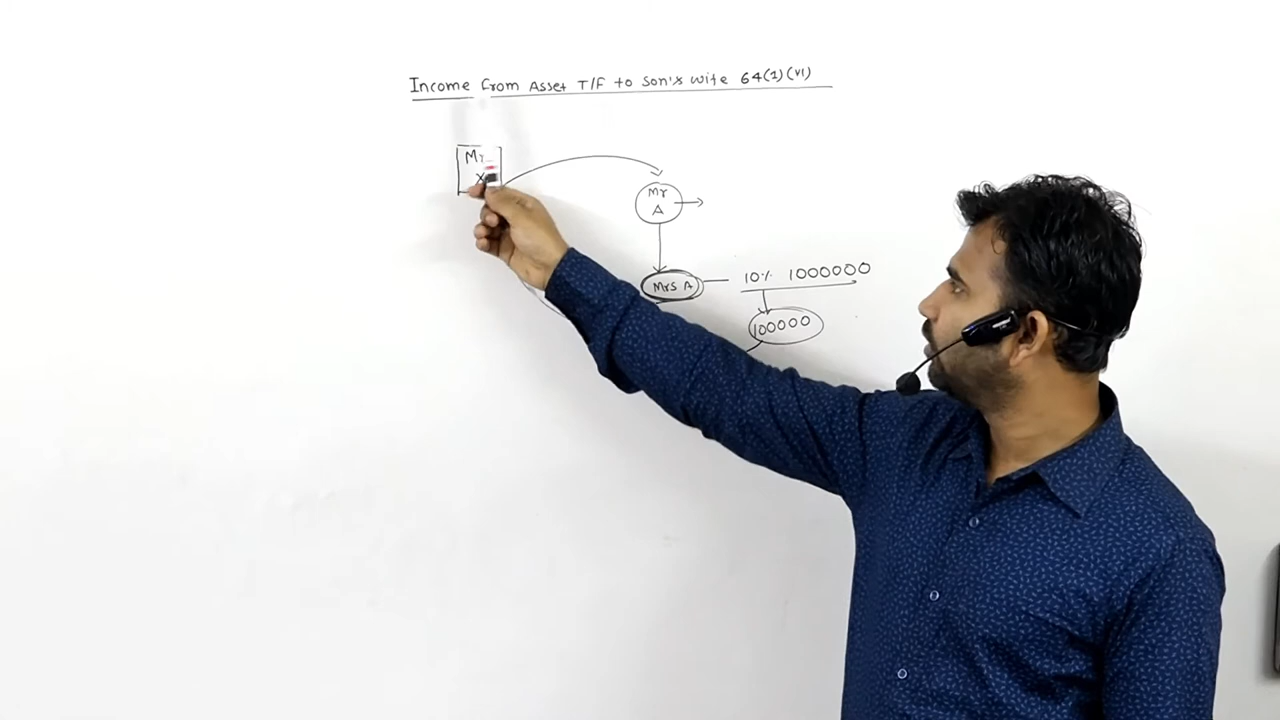 Income from Asset T/F to Son's wife 64(1)(VI)
Mr
X
Mr
A
Mrs A
10% 1000000
100000